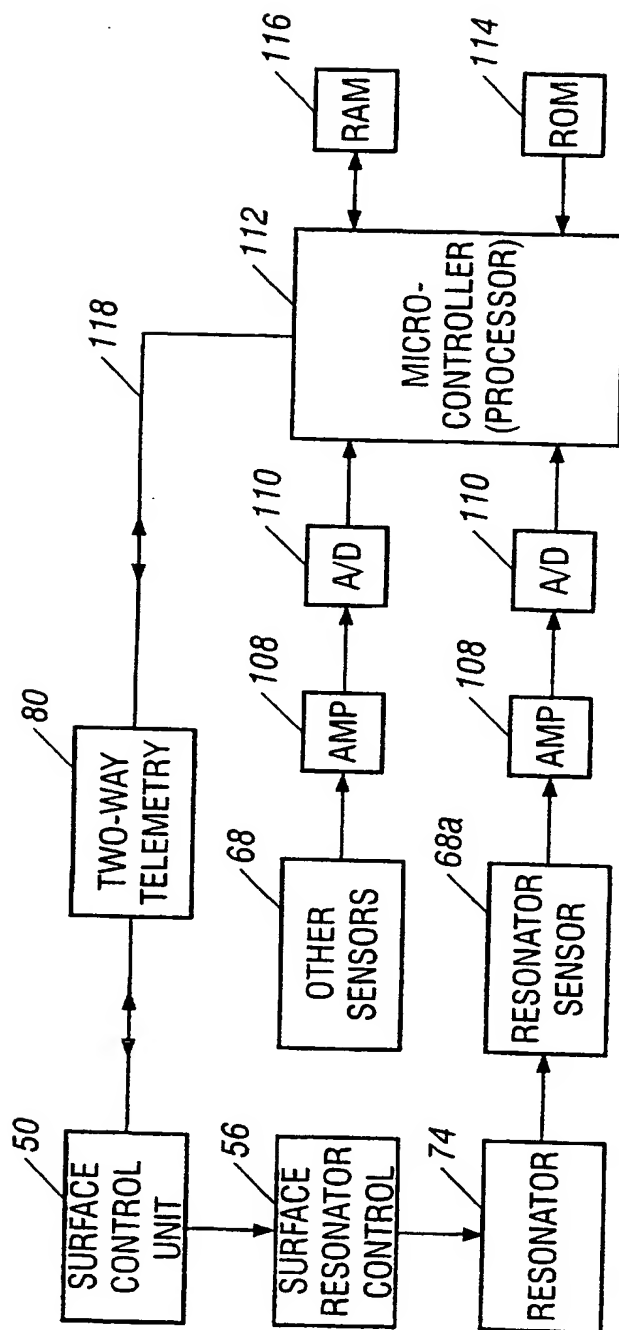 50
SURFACE
CONTROL
UNIT
80
TWO-WAY
TELEMETRY
118
56
SURFACE
RESONATOR
CONTROL
68
OTHER
SENSORS
108
AMP
110
A/D
112
MICRO-
CONTROLLER
(PROCESSOR)
116
RAM
74
RESONATOR
68a
RESONATOR
SENSOR
108
AMP
110
A/D
114
ROM